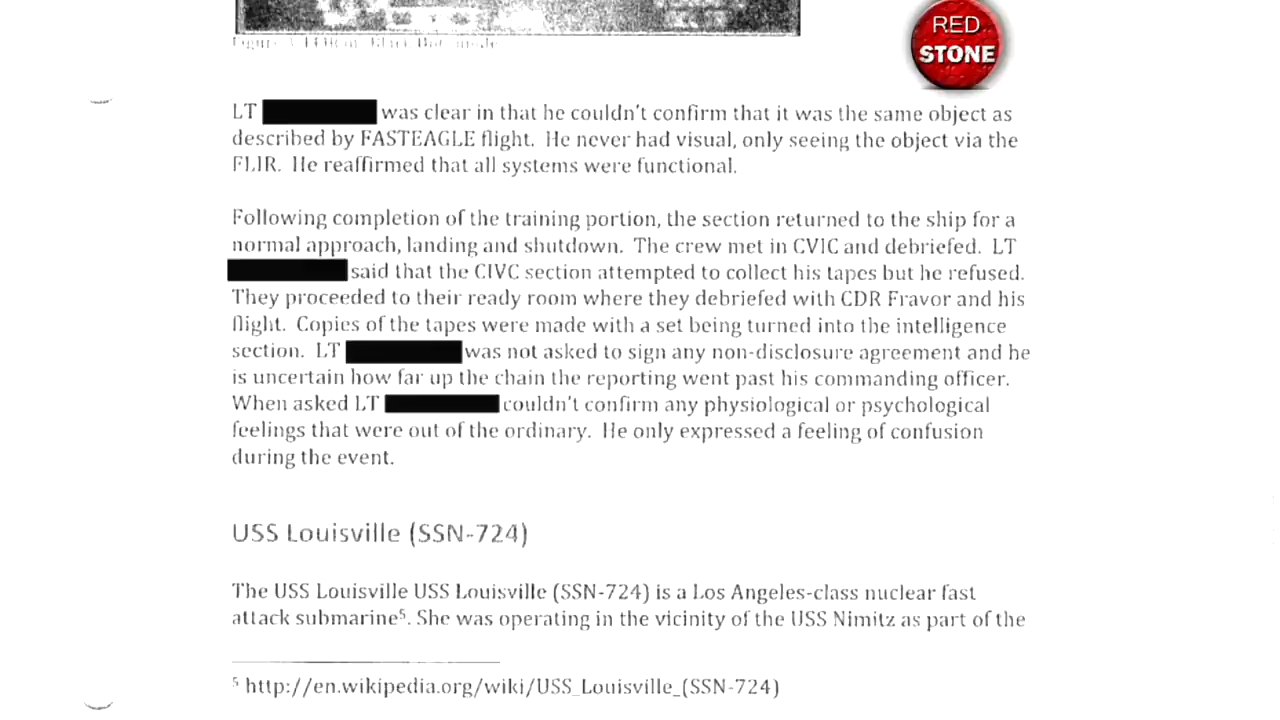 RED
STONE
LT was clear in that he couldn't confirm that it was the same object as
described by FASTEAGLE flight. He never had visual, only seeing the object via the
FLIR. He reaffirmed that all systems were functional.
Following completion of the training portion, the section returned to the ship for a
normal approach, landing and shutdown. The crew met in CVIC and debriefed. LT
said that the CIVC section attempted to collect his tapes but he refused.
They proceeded to their ready room where they debriefed with CDR Fravor and his
flight. Copies of the tapes were made with a set being turned into the intelligence
section. LT was not asked to sign any non-disclosure agreement and he
is uncertain how far up the chain the reporting went past his commanding officer.
When asked LT couldn't confirm any physiological or psychological
feelings that were out of the ordinary. He only expressed a feeling of confusion
during the event.
USS Louisville (SSN-724)
The USS Louisville USS Louisville (SSN-724) is a Los Angeles-class nuclear fast
attack submarine⁵. She was operating in the vicinity of the USS Nimitz as part of the
⁵ http://en.wikipedia.org/wiki/USS_Louisville_(SSN-724)